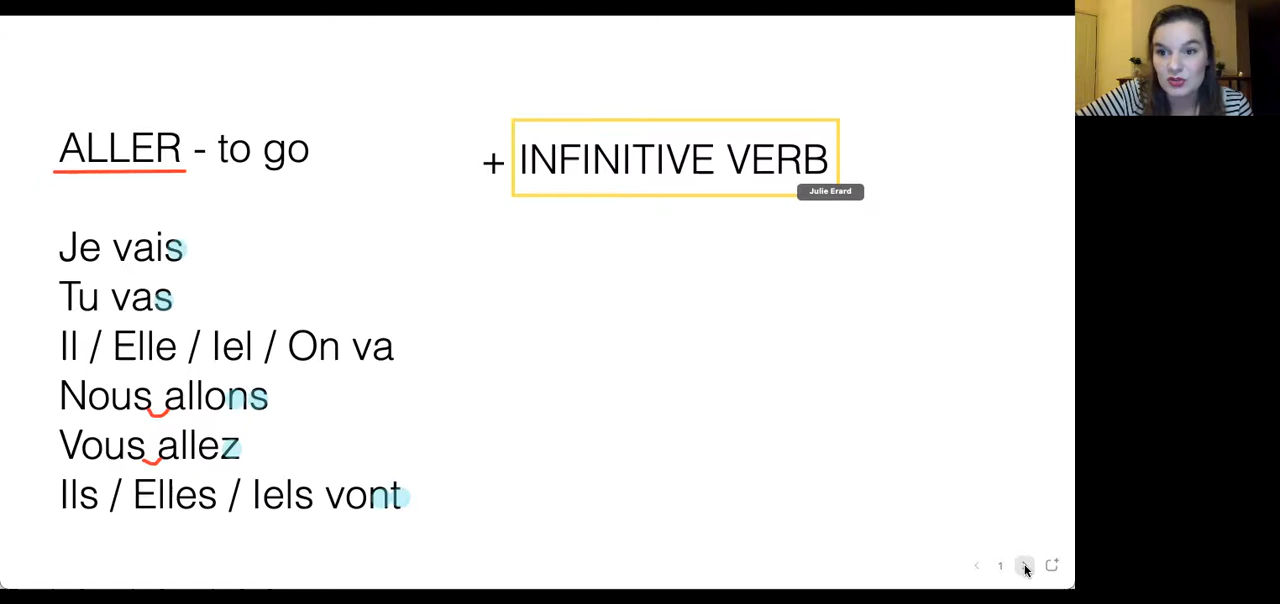 ALLER - to go
+ INFINITIVE VERB
Julie Erard
Je vais
Tu vas
Il / Elle / Iel / On va
Nous allons
Vous allez
Ils / Elles / Iels vont
1